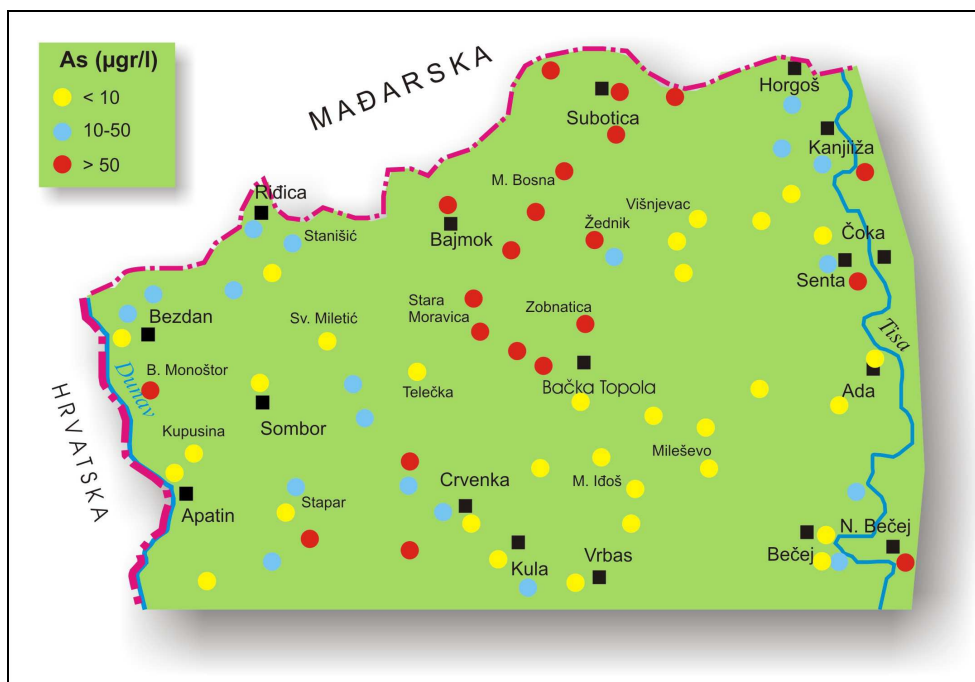 As (µgr/l)
< 10
10-50
> 50
MAĐARSKA
Horgoš
Subotica
Kanjiža
M. Bosna
Riđica
Višnjevac
Stanišić
Bajmok
Žednik
Čoka
Senta
Bezdan
Sv. Miletić
Stara
Moravica
Zobnatica
Tisa
B. Monoštor
Dunav
Telečka
Bačka Topola
Ada
HRVATSKA
Kupusina
Sombor
Mileševo
Crvenka
M. Iđoš
Apatin
Stapar
N. Bečej
Bečej
Kula
Vrbas